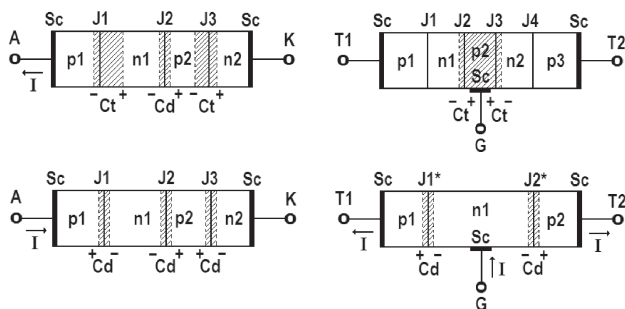 Sc J1 J2 J3 Sc
A K
p1 n1 p2 n2
I
− + − + − +
Ct Cd Ct
J1 J2 J3 J4
T1 Sc Sc T2
p1 n1 p2 n2 p3
Sc
− + + −
Ct Ct
G
Sc J1 J2 J3 Sc
A K
p1 n1 p2 n2
I
+ − − + + −
Cd Cd Cd
Sc J1* J2* Sc
T1 T2
p1 n1 p2
Sc
I I
+ − − +
Cd Cd
I
G